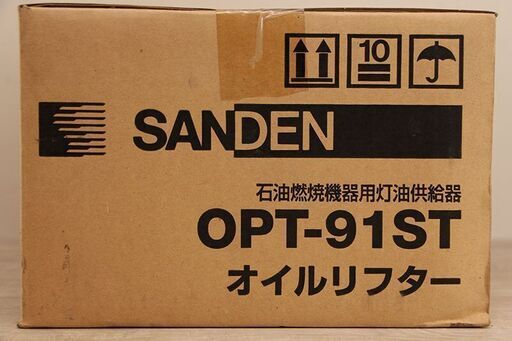 10
SANDEN
石油燃焼機器用灯油供給器
OPT-91ST
オイルリフター